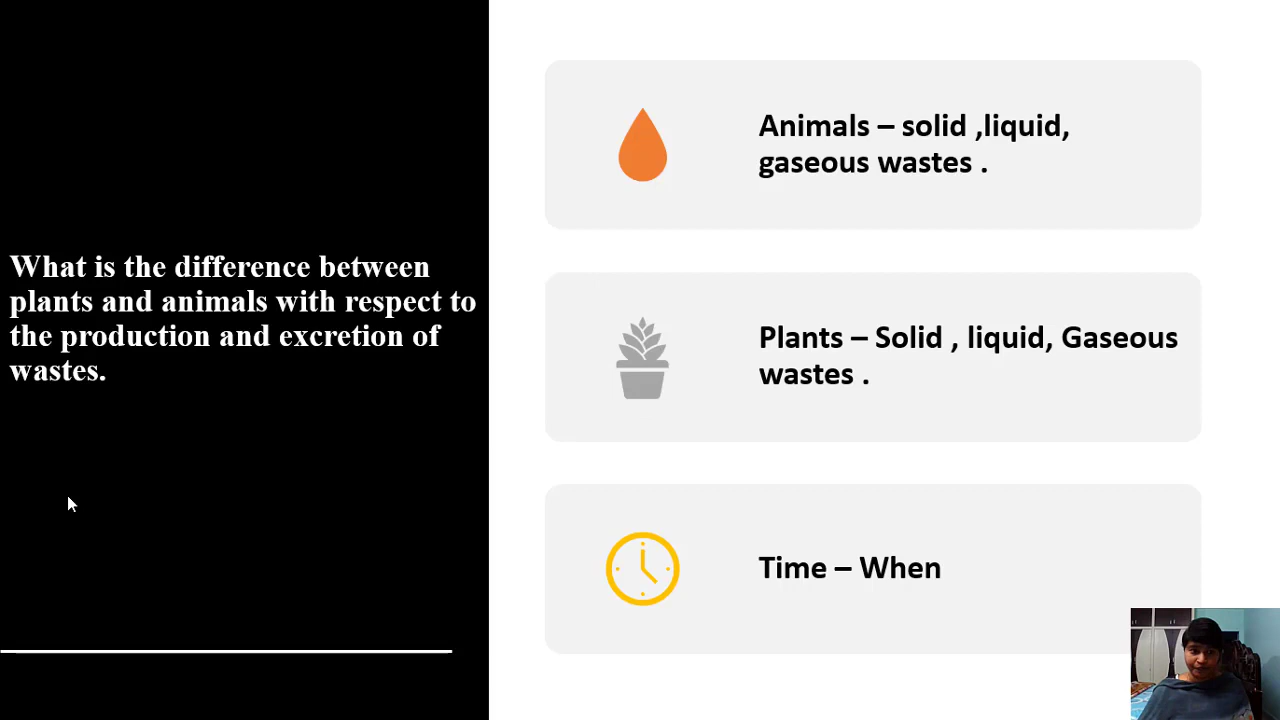 What is the difference between
plants and animals with respect to
the production and excretion of
wastes.
Animals – solid ,liquid,
gaseous wastes .
Plants – Solid , liquid, Gaseous
wastes .
Time – When